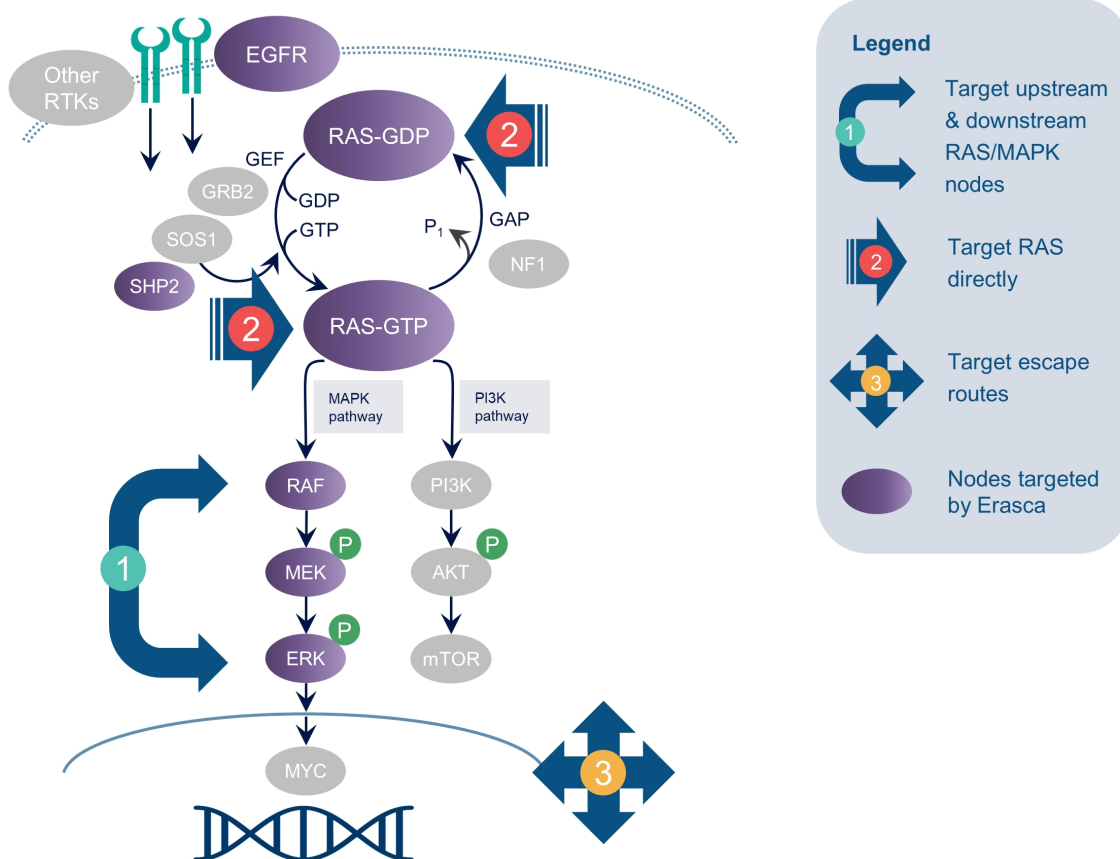 EGFR
Other
RTKs
RAS-GDP
2
GEF
GDP
GTP
GRB2
SOS1
SHP2
P1
GAP
NF1
2
RAS-GTP
MAPK
pathway
PI3K
pathway
1
RAF
PI3K
MEK
P
AKT
P
ERK
P
mTOR
MYC
3
Legend
1
Target upstream
& downstream
RAS/MAPK
nodes
2
Target RAS
directly
3
Target escape
routes
Nodes targeted
by Erasca